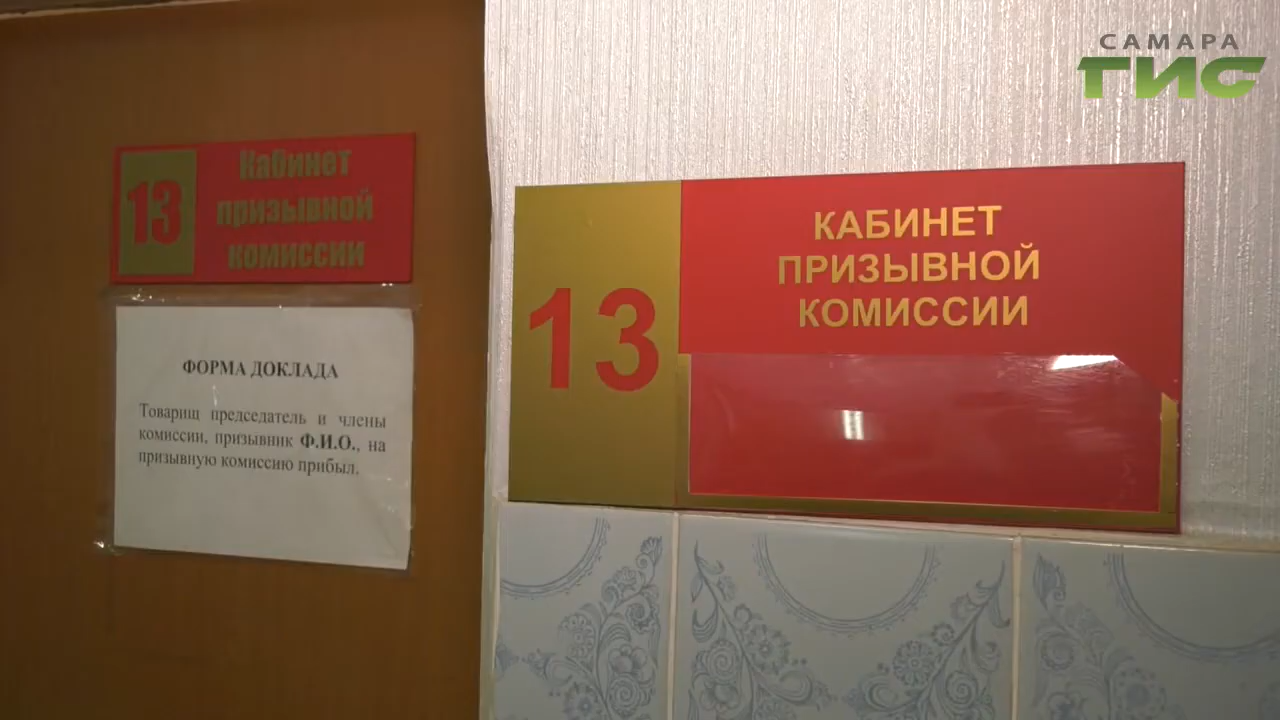 САМАРА
ГИС
13
Кабинет
призывной
комиссии
ФОРМА ДОКЛАДА
Товарищ председатель и члены
комиссии, призывник Ф.И.О., на
призывную комиссию прибыл.
13
КАБИНЕТ
ПРИЗЫВНОЙ
КОМИССИИ